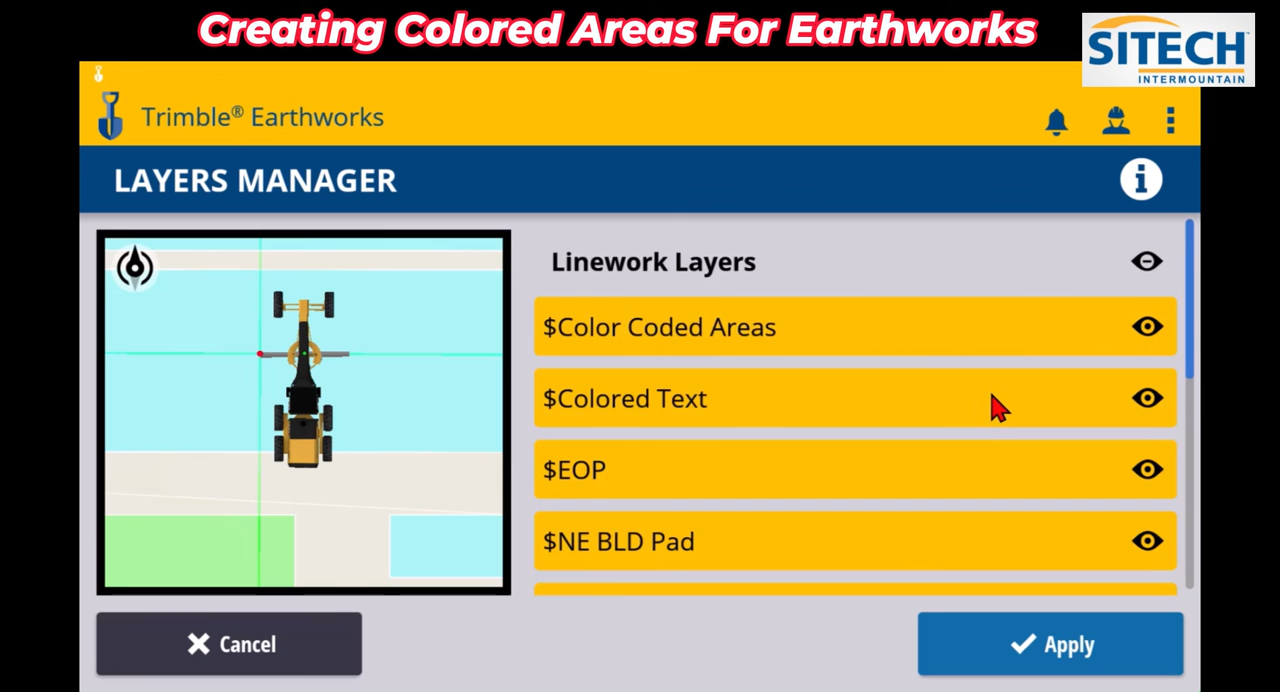 Creating Colored Areas For Earthworks
SITECH
INTERMOUNTAIN
Trimble® Earthworks
LAYERS MANAGER
Linework Layers
$Color Coded Areas
$Colored Text
$EOP
$NE BLD Pad
Cancel
Apply